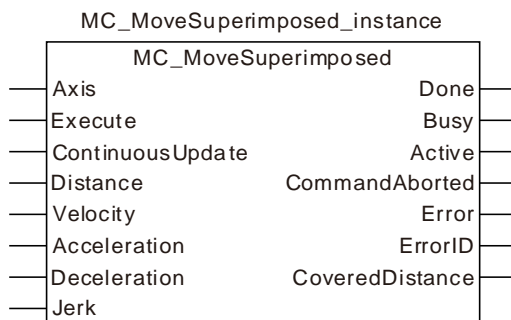 MC_MoveSuperimposed_instance
MC_MoveSuperimposed
Axis Done
Execute Busy
ContinuousUpdate Active
Distance CommandAborted
Velocity Error
Acceleration ErrorID
Deceleration CoveredDistance
Jerk